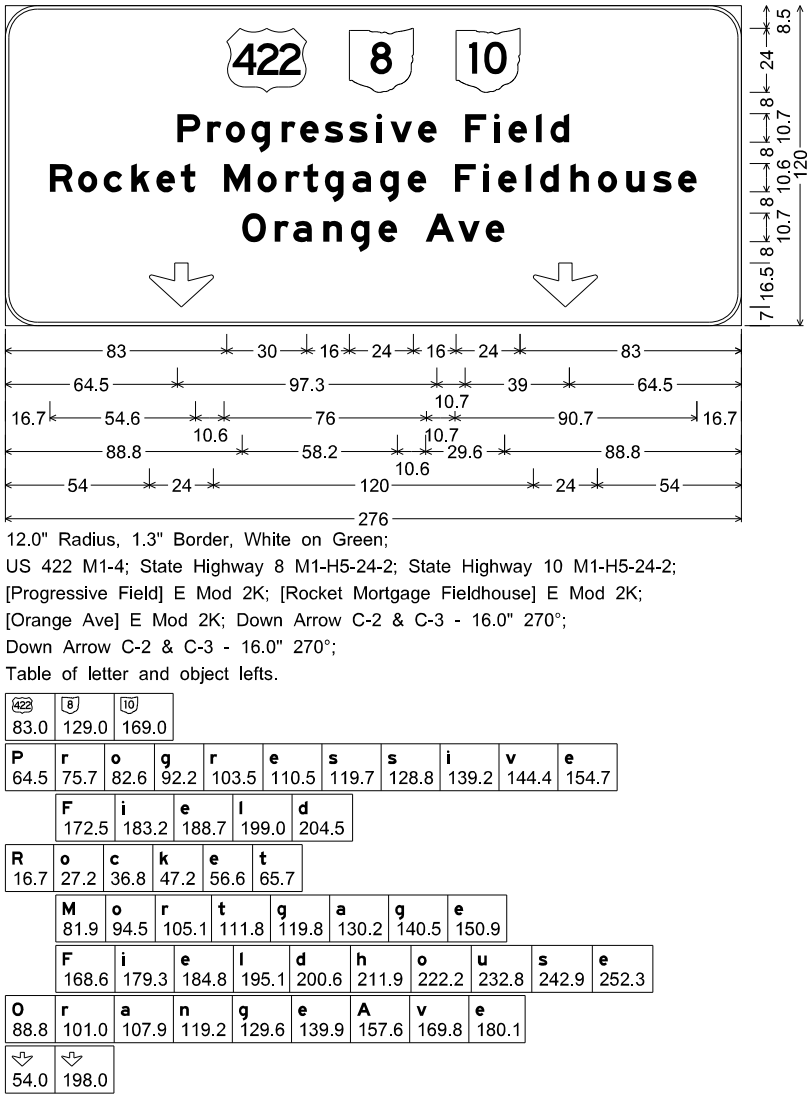 422 8 10
Progressive Field
Rocket Mortgage Fieldhouse
Orange Ave
8.5
24
8
10.7
8
10.6
8
10.7
8
16.5
7
120
83 30 16 24 16 24 83
64.5 97.3 10.7 39 64.5
16.7 54.6 10.6 76 10.7 90.7 16.7
88.8 58.2 10.6 29.6 88.8
54 24 120 24 54
276
12.0" Radius, 1.3" Border, White on Green;
US 422 M1-4; State Highway 8 M1-H5-24-2; State Highway 10 M1-H5-24-2;
[Progressive Field] E Mod 2K; [Rocket Mortgage Fieldhouse] E Mod 2K;
[Orange Ave] E Mod 2K; Down Arrow C-2 & C-3 - 16.0" 270°;
Down Arrow C-2 & C-3 - 16.0" 270°;
Table of letter and object lefts.
422 8 10
83.0 129.0 169.0
P r o g r e s s i v e
64.5 75.7 82.6 92.2 103.5 110.5 119.7 128.8 139.2 144.4 154.7
F i e l d
172.5 183.2 188.7 199.0 204.5
R o c k e t
16.7 27.2 36.8 47.2 56.6 65.7
M o r t g a g e
81.9 94.5 105.1 111.8 119.8 130.2 140.5 150.9
F i e l d h o u s e
168.6 179.3 184.8 195.1 200.6 211.9 222.2 232.8 242.9 252.3
O r a n g e A v e
88.8 101.0 107.9 119.2 129.6 139.9 157.6 169.8 180.1
54.0 198.0